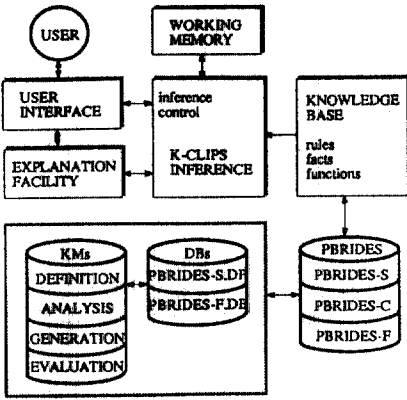 USER
WORKING
MEMORY
USER
INTERFACE
inference
control
K-CLIPS
INFERENCE
KNOWLEDGE
BASE
rules
facts
functions
EXPLANATION
FACILITY
KMs
DEFINITION
ANALYSIS
GENERATION
EVALUATION
DBs
PBRIDES-S.DF
PBRIDES-F.DB
PBRIDES
PBRIDES-S
PBRIDES-C
PBRIDES-F